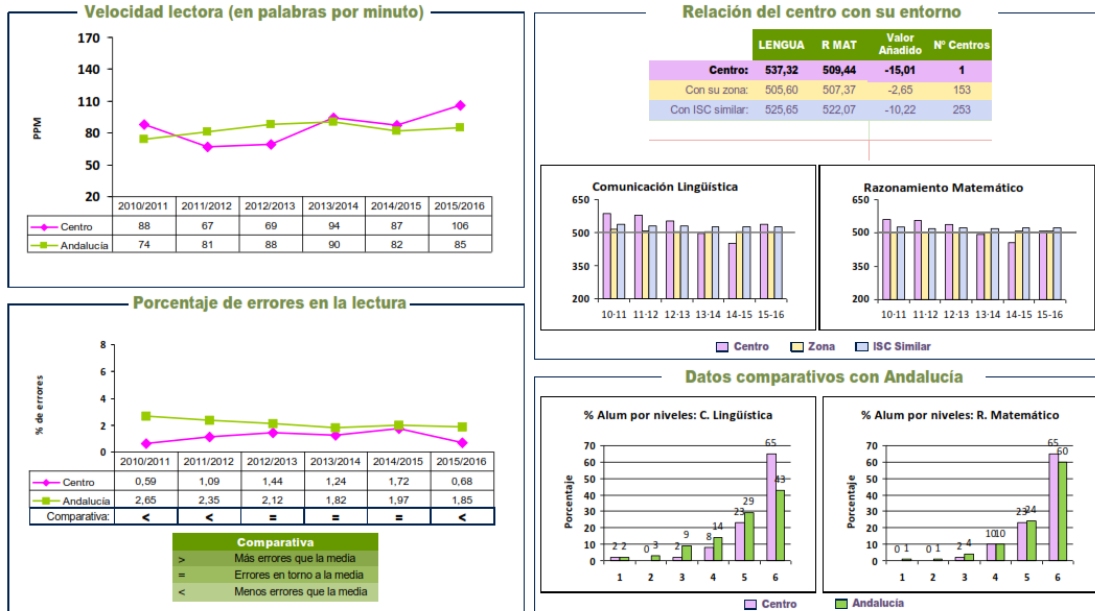 Velocidad lectora (en palabras por minuto)
PPM
170
140
110
80
50
20
2010/2011 2011/2012 2012/2013 2013/2014 2014/2015 2015/2016
Centro 88 67 69 94 87 106
Andalucía 74 81 88 90 82 85
Porcentaje de errores en la lectura
% de errores
8
6
4
2
0
2010/2011 2011/2012 2012/2013 2013/2014 2014/2015 2015/2016
Centro 0,59 1,09 1,44 1,24 1,72 0,68
Andalucía 2,65 2,35 2,12 1,82 1,97 1,85
Comparativa: < < = = = <
Comparativa
> Más errores que la media
= Errores en torno a la media
< Menos errores que la media
Relación del centro con su entorno
LENGUA R MAT Valor Añadido Nº Centros
Centro: 537,32 509,44 -15,01 1
Con su zona: 505,60 507,37 -2,65 153
Con ISC similar: 525,65 522,07 -10,22 253
Comunicación Lingüística
650
500
350
200
10-11 11-12 12-13 13-14 14-15 15-16
Razonamiento Matemático
650
500
350
200
10-11 11-12 12-13 13-14 14-15 15-16
Centro Zona ISC Similar
Datos comparativos con Andalucía
% Alum por niveles: C. Lingüística
Porcentaje
70
60
50
40
30
20
10
0
2 2 0 3 2 9 8 14 23 29 65 43
1 2 3 4 5 6
% Alum por niveles: R. Matemático
Porcentaje
70
60
50
40
30
20
10
0
0 1 0 1 2 4 10 10 23 24 65 60
1 2 3 4 5 6
Centro Andalucía